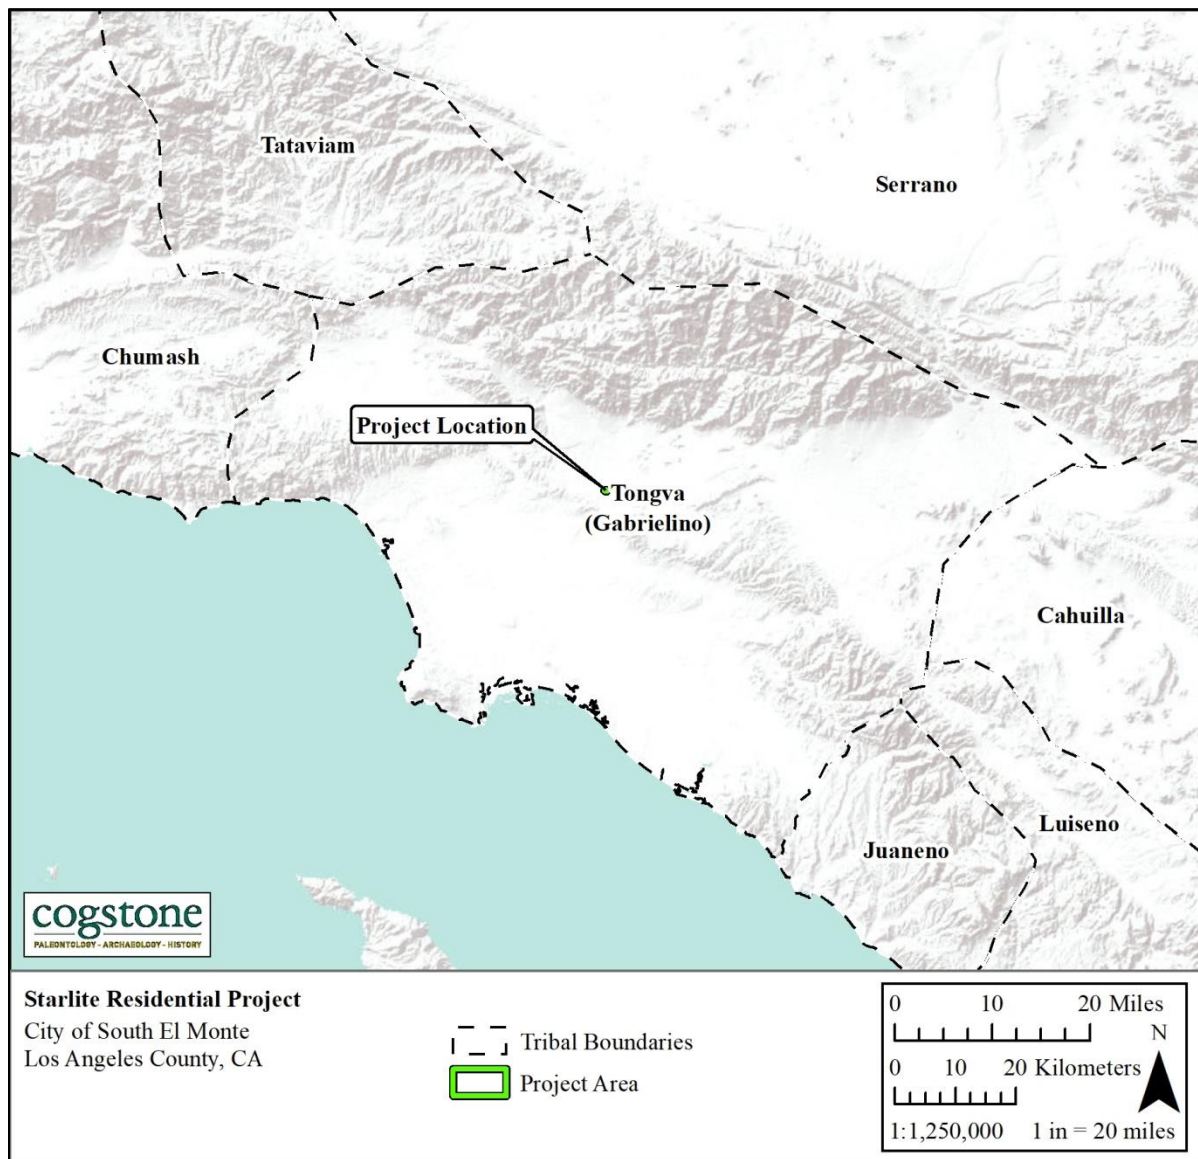 Tataviam
Serrano
Chumash
Project Location
Tongva
(Gabrielino)
Cahuilla
Luiseno
Juaneno
cogstone
PALEONTOLOGY - ARCHAEOLOGY - HISTORY
Starlite Residential Project
City of South El Monte
Los Angeles County, CA
Tribal Boundaries
Project Area
0 10 20 Miles
N
0 10 20 Kilometers
1:1,250,000 1 in = 20 miles